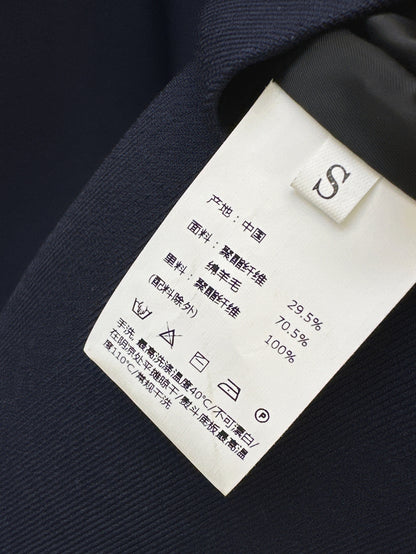 S
产地：中国
面料：聚酯纤维 29.5%
绵羊毛 70.5%
里料：聚酯纤维 100%
(配料除外)
P
手洗，最高洗涤温度40℃/不可漂白/
在阴凉处平摊晾干/熨斗底板最高温
度110℃/常规干洗